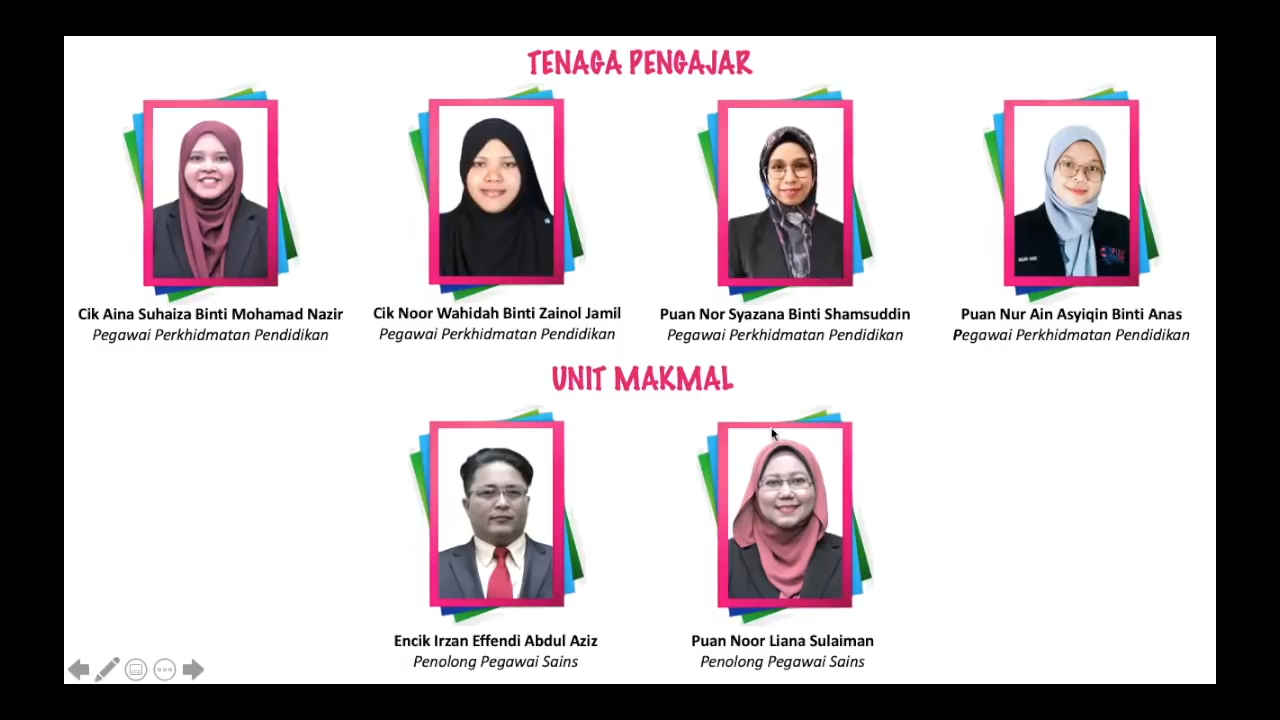 TENAGA PENGAJAR
Cik Aina Suhaiza Binti Mohamad Nazir
Pegawai Perkhidmatan Pendidikan
Cik Noor Wahidah Binti Zainol Jamil
Pegawai Perkhidmatan Pendidikan
Puan Nor Syazana Binti Shamsuddin
Pegawai Perkhidmatan Pendidikan
Puan Nur Ain Asyiqin Binti Anas
Pegawai Perkhidmatan Pendidikan
UNIT MAKMAL
Encik Irzan Effendi Abdul Aziz
Penolong Pegawai Sains
Puan Noor Liana Sulaiman
Penolong Pegawai Sains